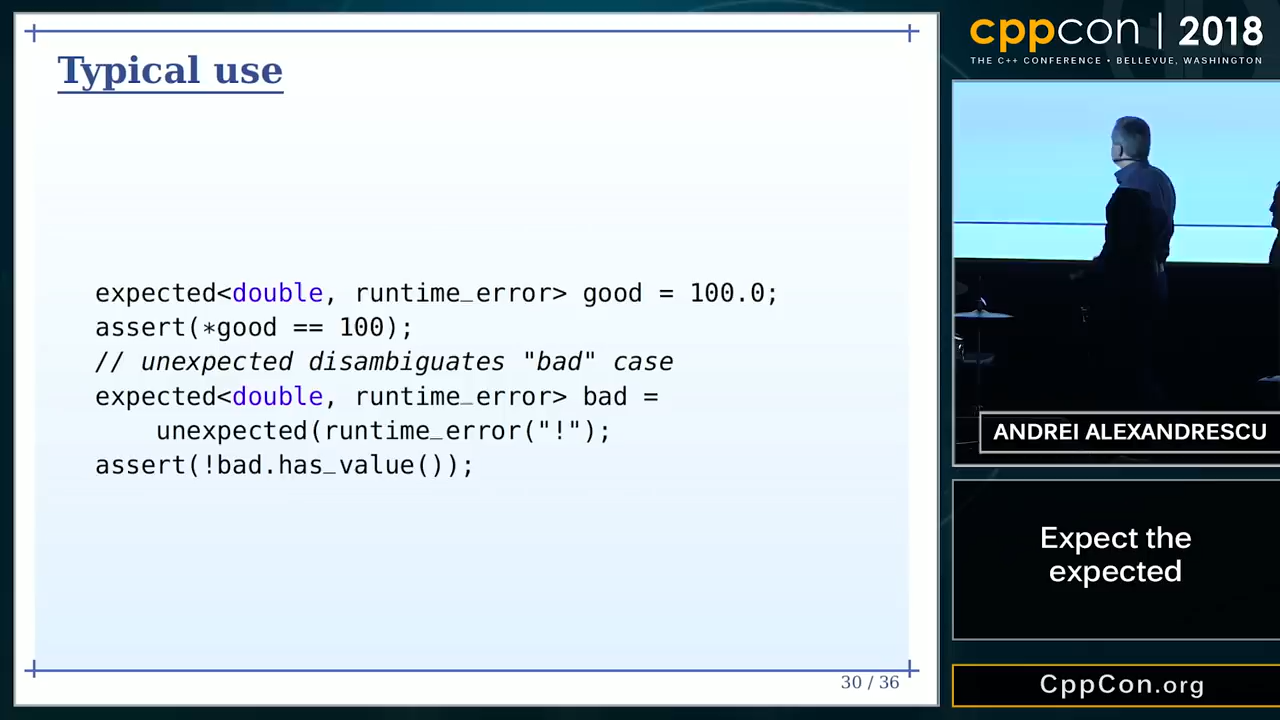 Typical use
expected<double, runtime_error> good = 100.0;
assert(*good == 100);
// unexpected disambiguates "bad" case
expected<double, runtime_error> bad =
unexpected(runtime_error("!");
assert(!bad.has_value());
30 / 36
cppcon | 2018
THE C++ CONFERENCE • BELLEVUE, WASHINGTON
ANDREI ALEXANDRESCU
Expect the
expected
CppCon.org